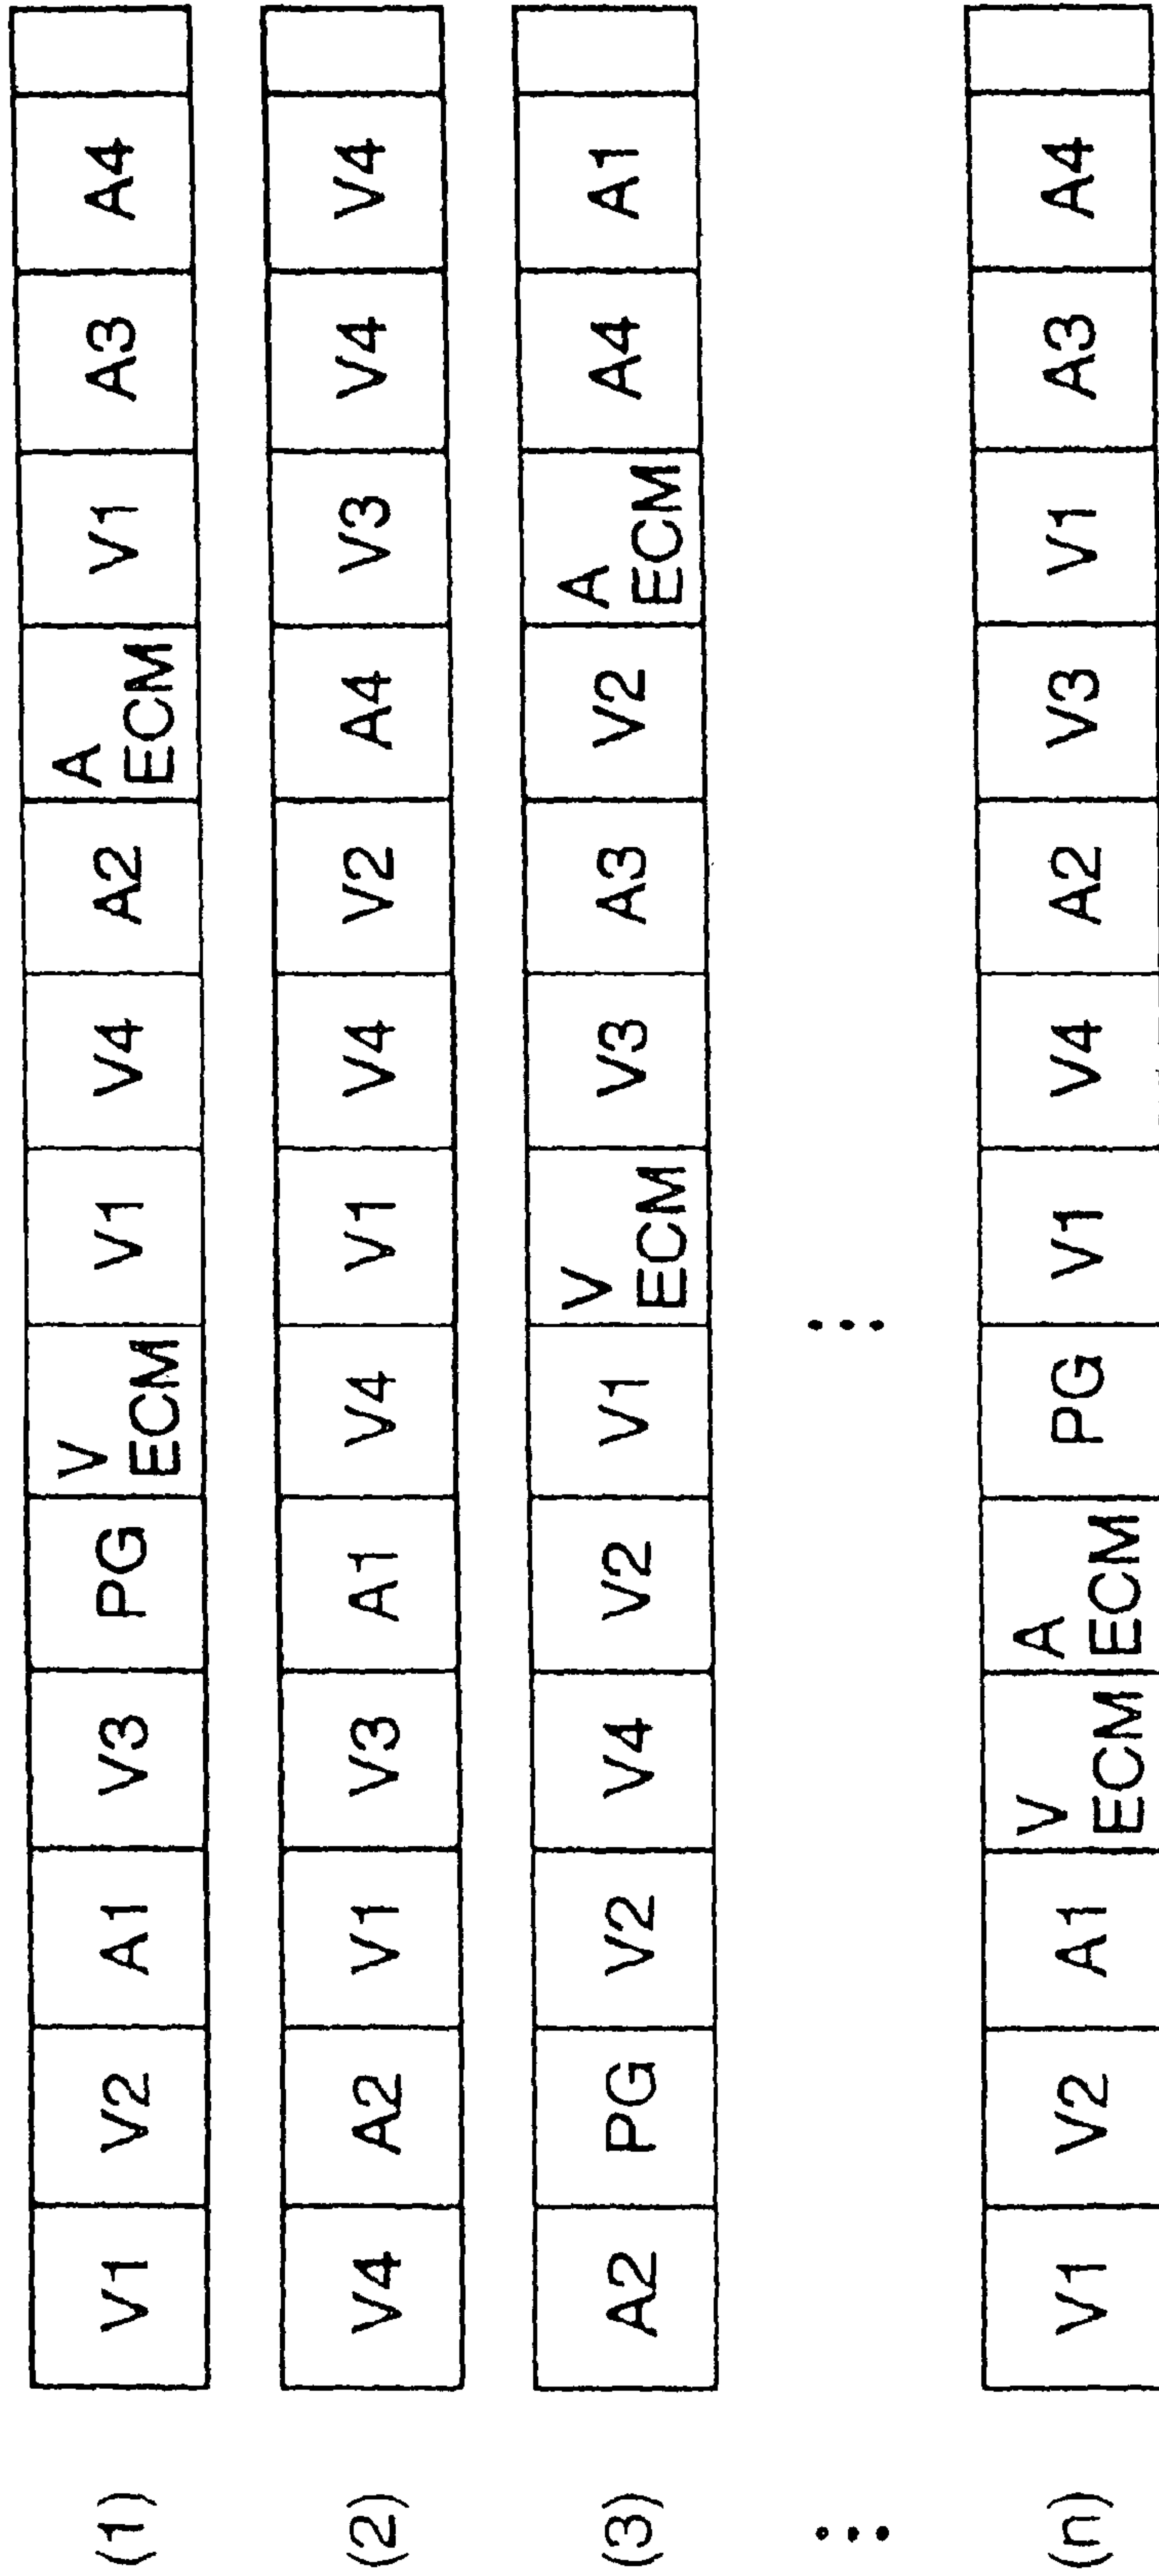 (1) V1 V2 A1 V3 PG V ECM V1 V4 A2 A ECM V1 A3 A4
(2) V4 A2 V1 V3 A1 V4 V1 V4 V2 A4 V3 V4 V4
(3) A2 PG V2 V4 V2 V1 V ECM V3 A3 V2 A ECM A4 A1
⋮ ⋮
(n) V1 V2 A1 V ECM A ECM PG V1 V4 A2 V3 V1 A3 A4